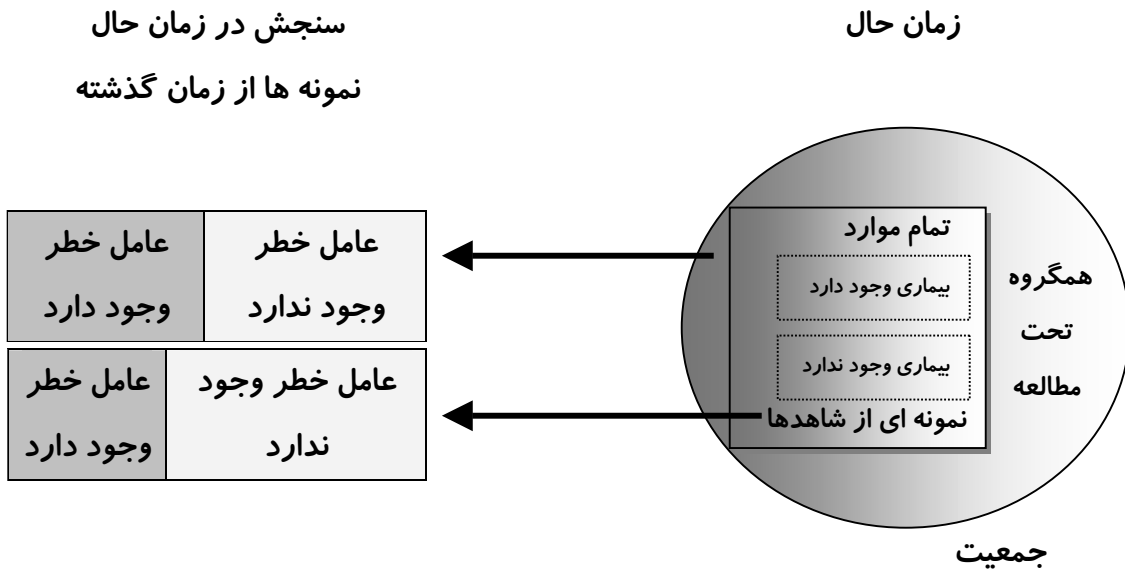 زمان حال
سنجش در زمان حال
نمونه ها از زمان گذشته
تمام موارد
بیماری وجود دارد
بیماری وجود ندارد
نمونه ای از شاهدها
همگروه
تحت
مطالعه
جمعیت
عامل خطر
وجود ندارد
عامل خطر
وجود دارد
عامل خطر وجود
ندارد
عامل خطر
وجود دارد